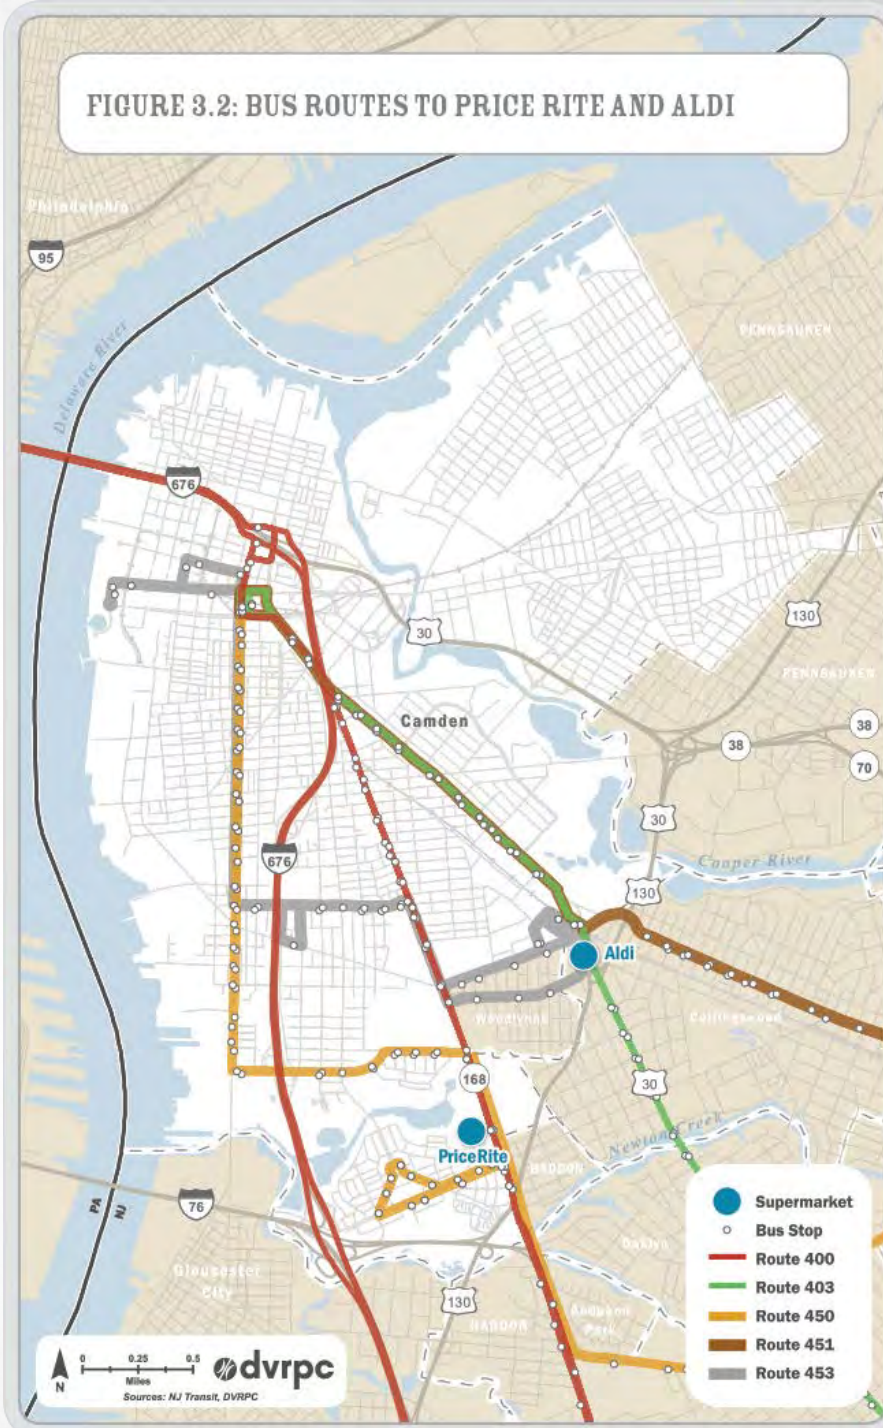 FIGURE 3.2: BUS ROUTES TO PRICE RITE AND ALDI
Philadelphia
95
Delaware River
PENNSAUKEN
676
30
130
PENNSAUKEN
Camden
38
38
70
30
676
Cooper River
130
Aldi
Woodlynne
Collingswood
168
30
Newton Creek
PriceRite
HADDON
PA
NJ
76
Gloucester
City
Oaklyn
130
HADDON
Audubon
Park
Supermarket
Bus Stop
Route 400
Route 403
Route 450
Route 451
Route 453
N
0 0.25 0.5
Miles
dvrpc
Sources: NJ Transit, DVRPC